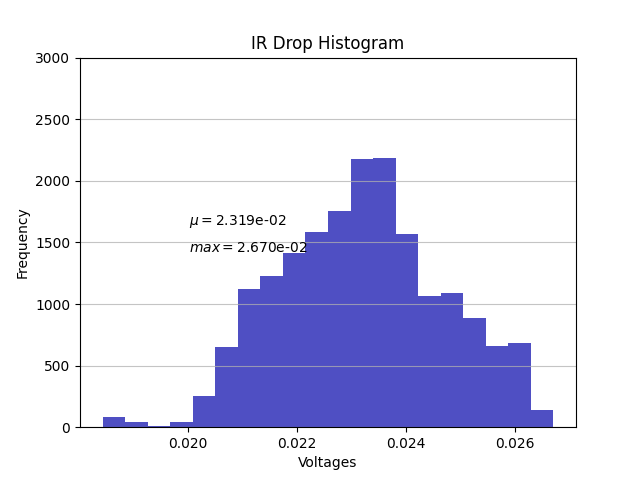 IR Drop Histogram
3000
2500
2000
1500
1000
500
0
Frequency
μ = 2.319e-02
max = 2.670e-02
0.020 0.022 0.024 0.026
Voltages